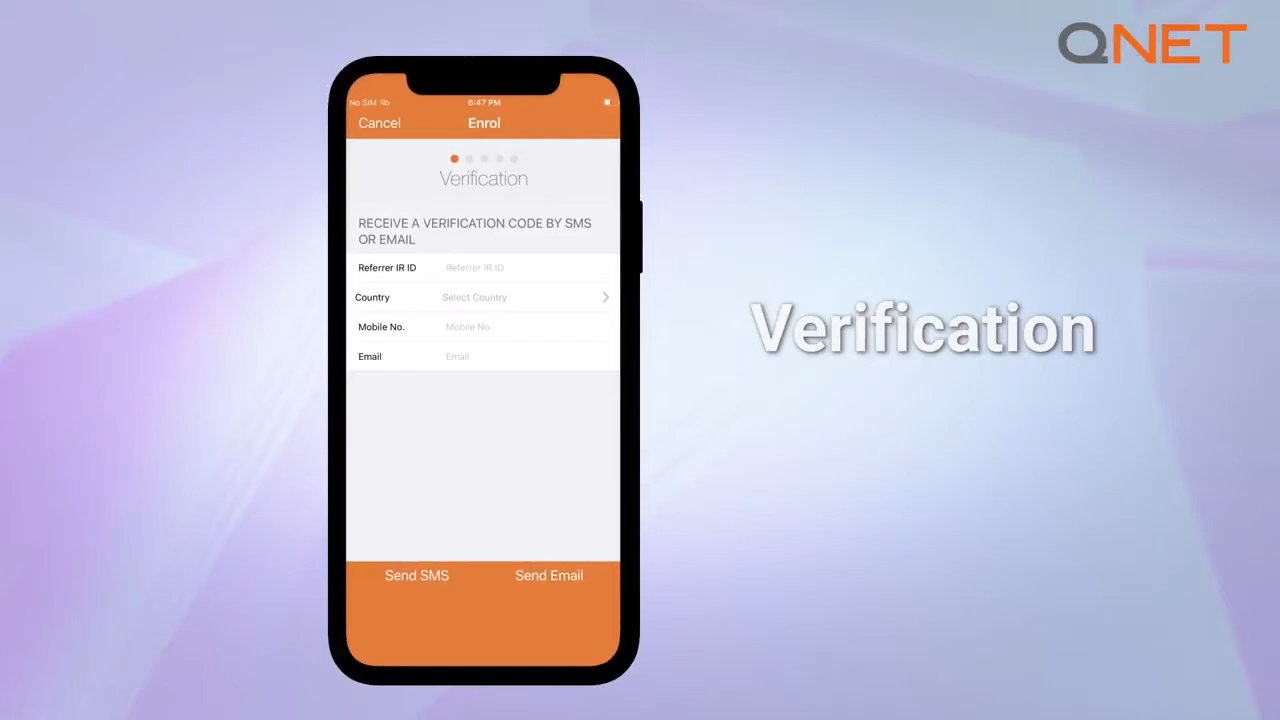 QNET
No SIM
6:47 PM
Cancel
Enrol
Verification
RECEIVE A VERIFICATION CODE BY SMS
OR EMAIL
Referrer IR ID Referrer IR ID
Country Select Country
Mobile No. Mobile No.
Email Email
Send SMS Send Email
Verification